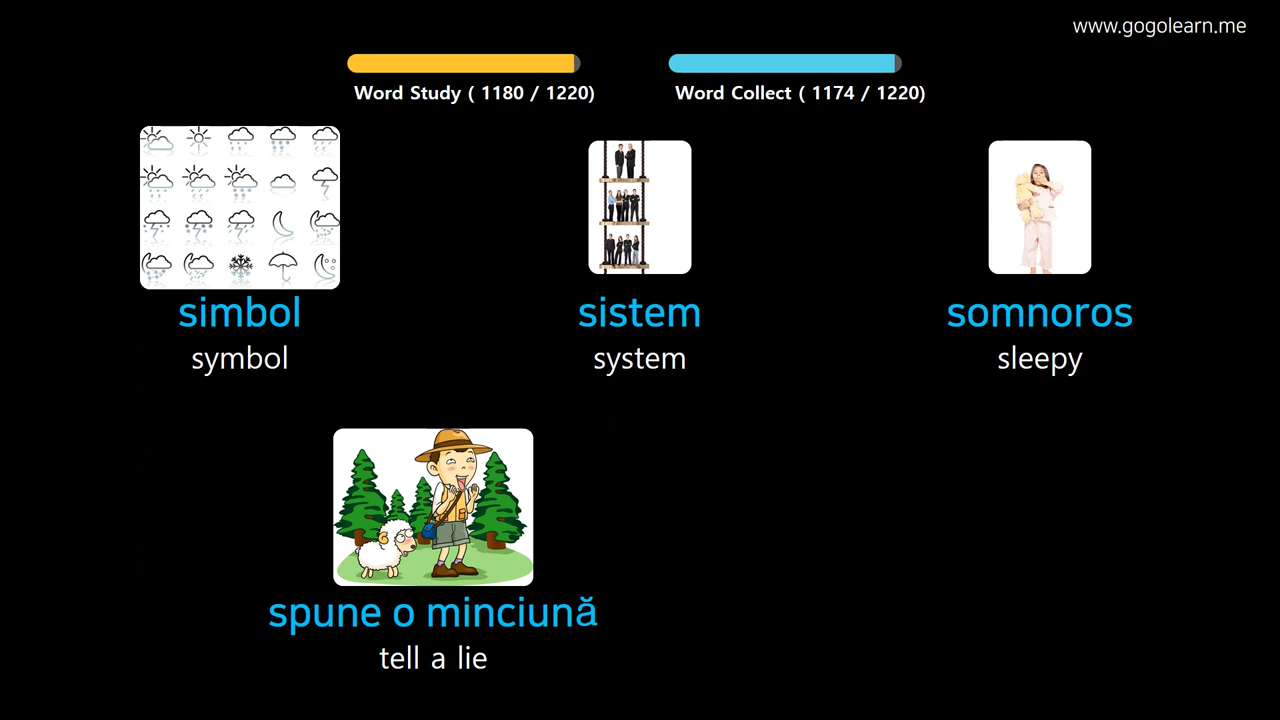 www.gogolearn.me
Word Study ( 1180 / 1220)
Word Collect ( 1174 / 1220)
simbol
symbol
sistem
system
somnoros
sleepy
spune o minciună
tell a lie